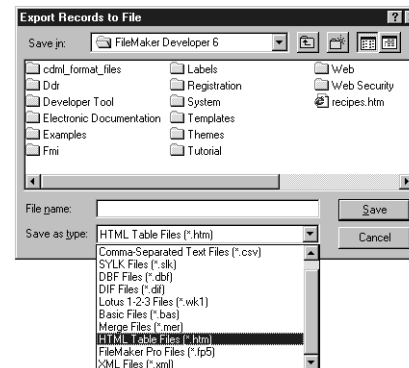 Export Records to File
Save in: FileMaker Developer 6
cdml_format_files Labels Web
Ddr Registration Web Security
Developer Tool System recipes.htm
Electronic Documentation Templates
Examples Themes
Fmi Tutorial
File name: Save
Save as type: HTML Table Files (*.htm) Cancel
Comma-Separated Text Files (*.csv)
SYLK Files (*.slk)
DBF Files (*.dbf)
DIF Files (*.dif)
Lotus 1-2-3 Files (*.wk1)
Basic Files (*.bas)
Merge Files (*.mer)
HTML Table Files (*.htm)
FileMaker Pro Files (*.fp5)
XML Files (*.xml)